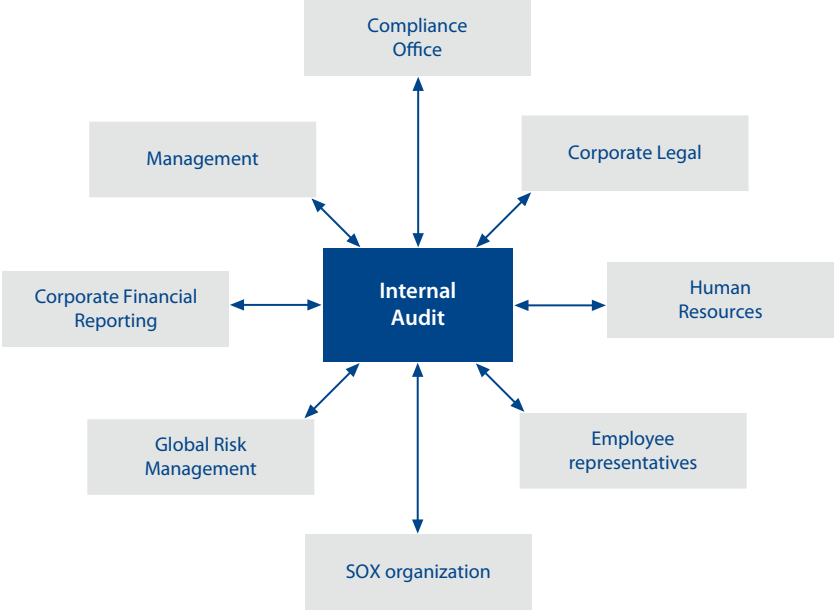 Compliance
Office
Management
Corporate Legal
Corporate Financial
Reporting
Internal
Audit
Human
Resources
Global Risk
Management
Employee
representatives
SOX organization